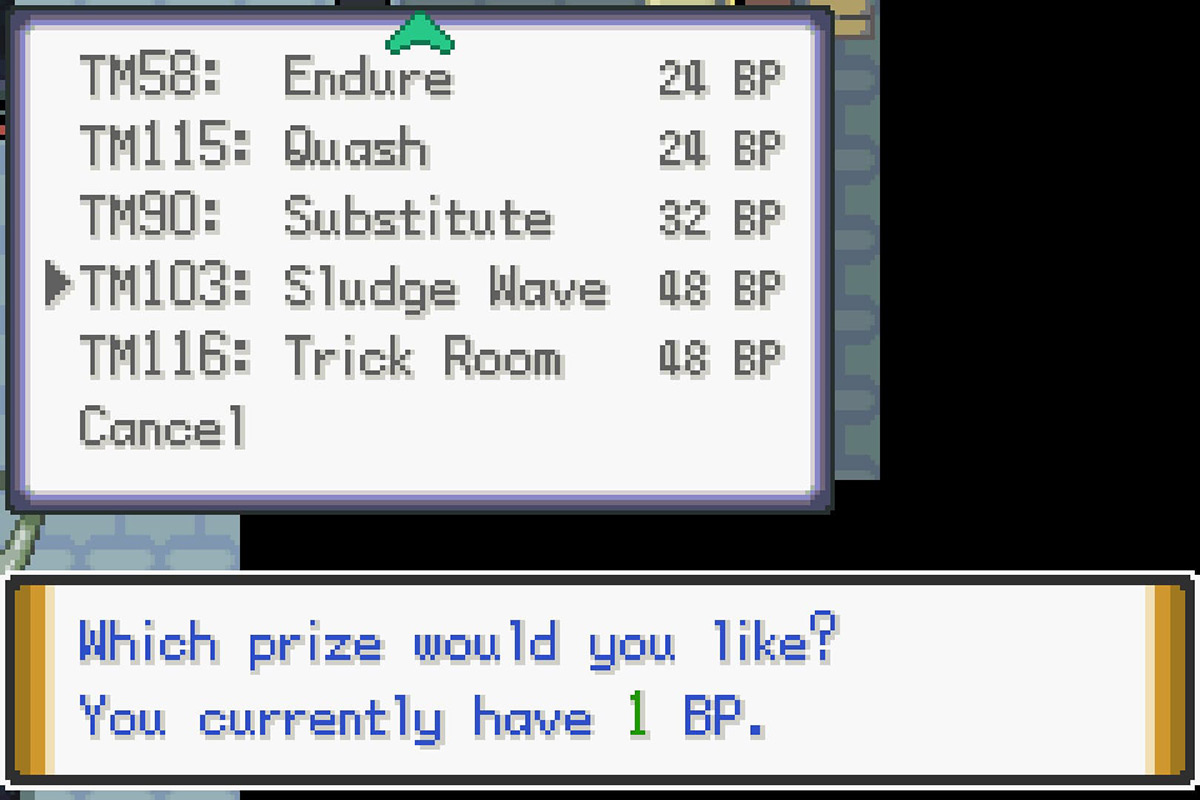 TM58: Endure 24 BP
TM115: Quash 24 BP
TM90: Substitute 32 BP
TM103: Sludge Wave 48 BP
TM116: Trick Room 48 BP
Cancel
Which prize would you like?
You currently have 1 BP.